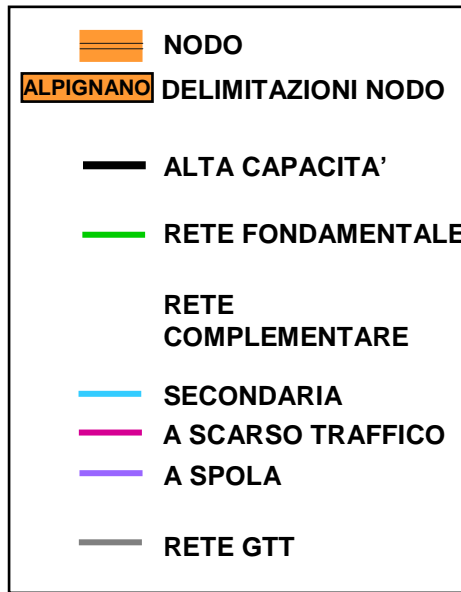 NODO
ALPIGNANO DELIMITAZIONI NODO
ALTA CAPACITA’
RETE FONDAMENTALE
RETE
COMPLEMENTARE
SECONDARIA
A SCARSO TRAFFICO
A SPOLA
RETE GTT